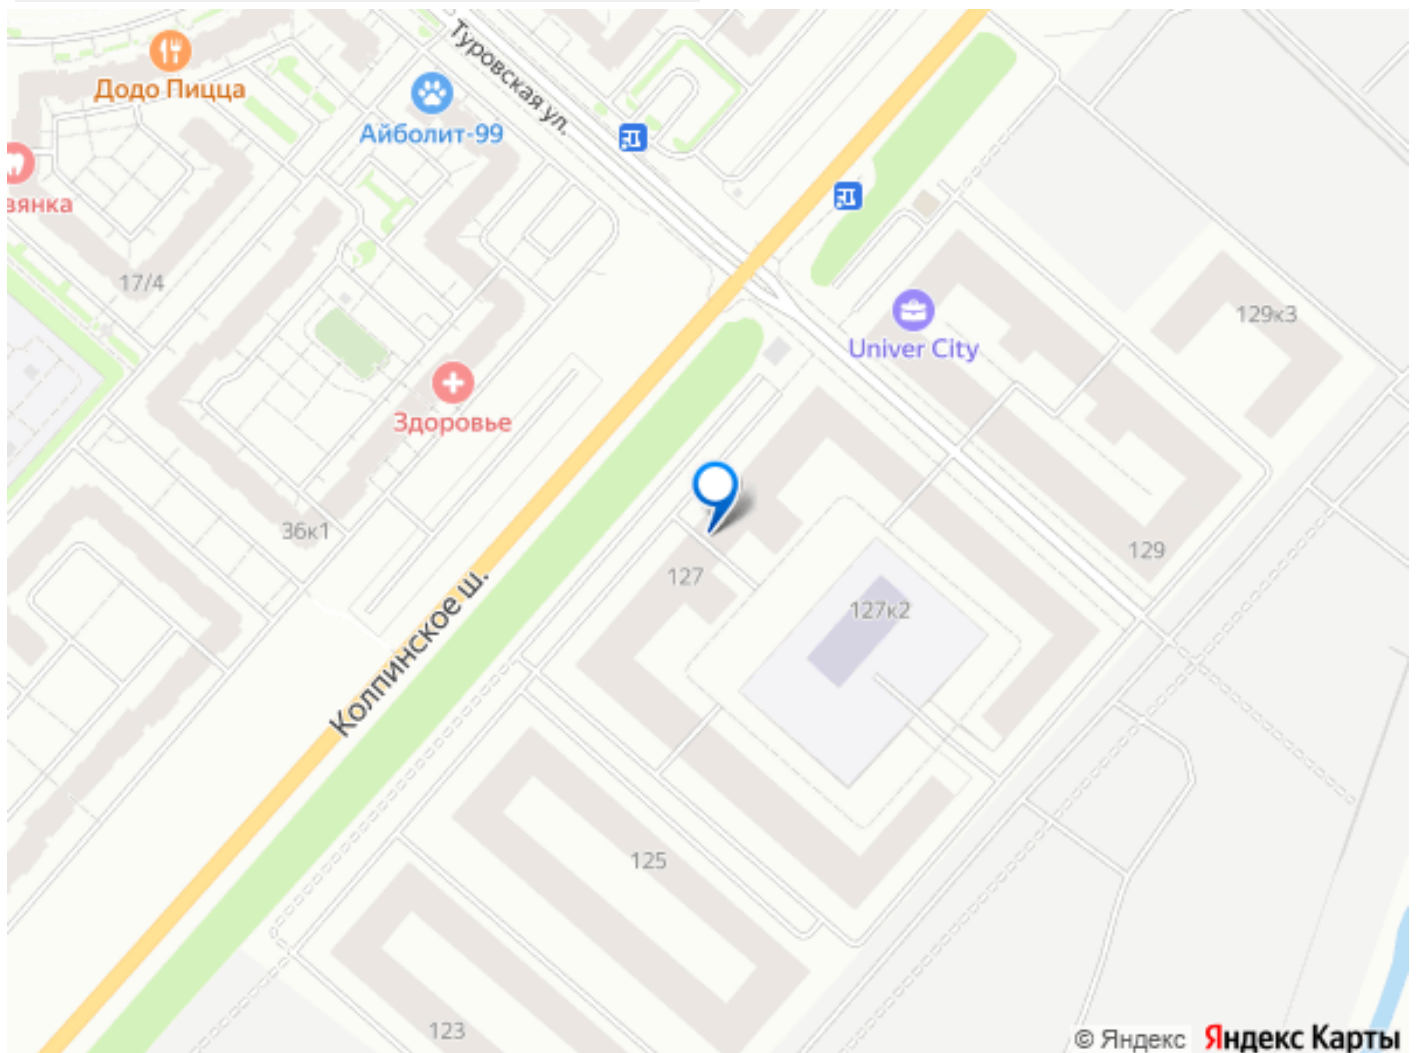 Туровская ул.
Додо Пицца
Айболит-99
вянка
17/4
129к3
Univer City
Здоровье
36к1
129
127
127к2
Колпинское ш.
125
123
© Яндекс Яндекс Карты